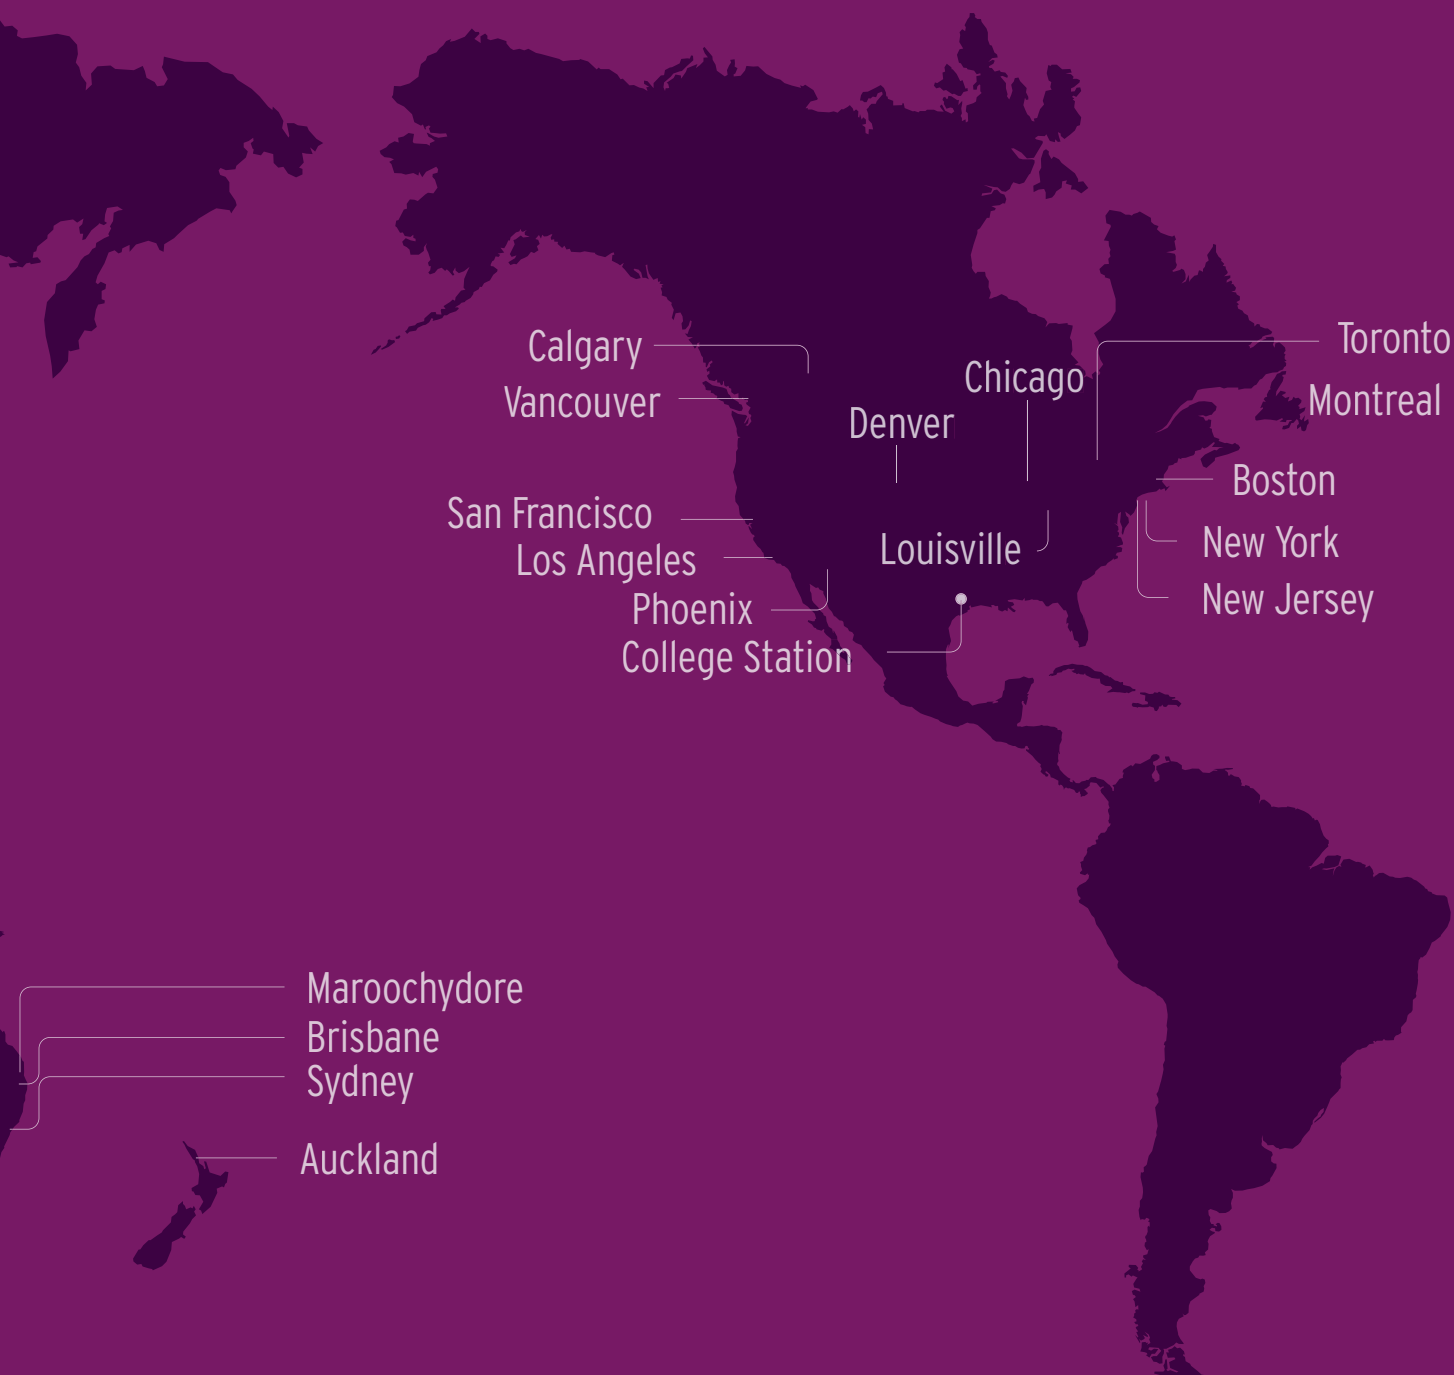 Toronto
Calgary
Chicago
Vancouver
Montreal
Denver
Boston
San Francisco
New York
Louisville
Los Angeles
New Jersey
Phoenix
College Station
Maroochydore
Brisbane
Sydney
Auckland